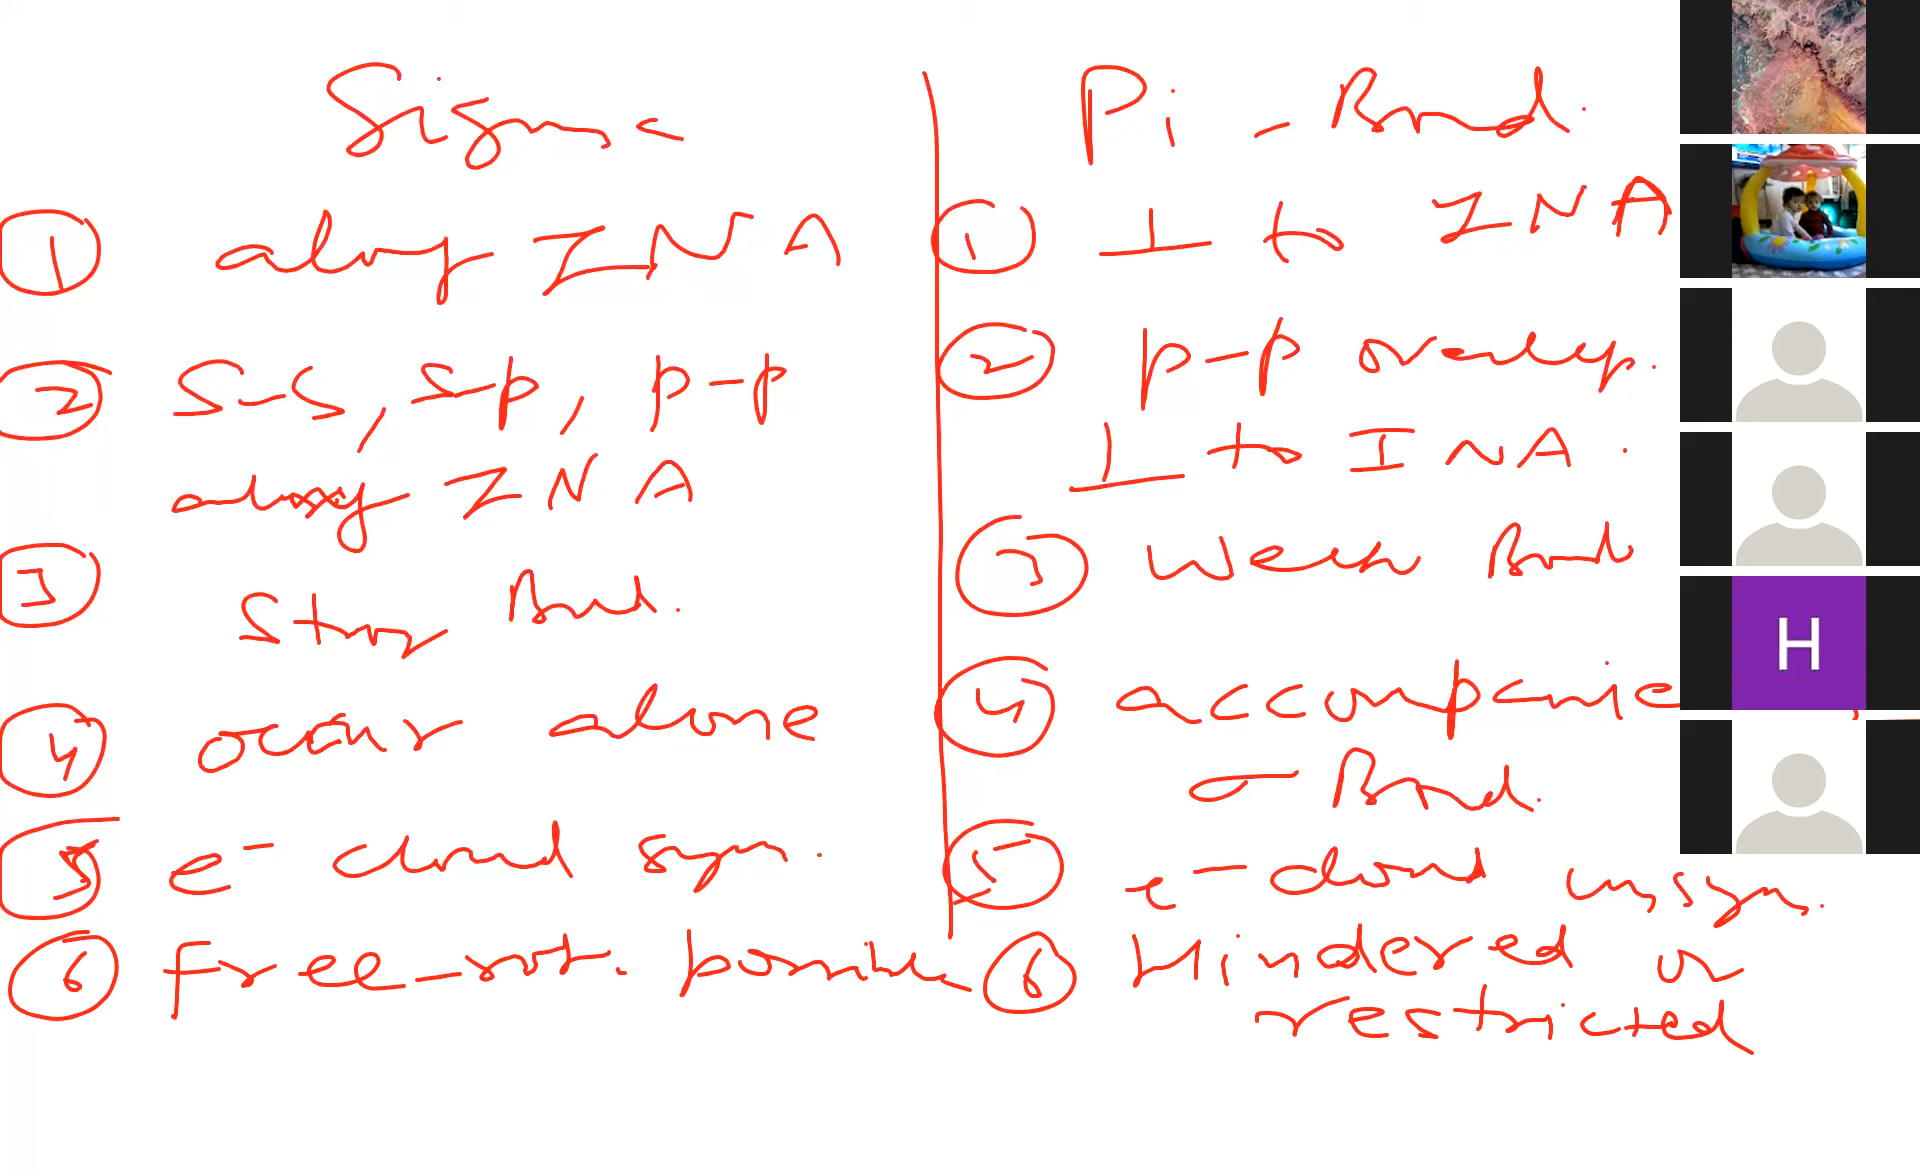 Sigma
① along INA
② s-s, s-p, p-p
along INA
③ Strong Bond.
④ occur alone
⑤ e⁻ cloud sym.
⑥ Free-rot. possible
Pi - Bond.
① ⊥ to INA
② p-p overlap.
⊥ to INA.
③ Weak Bond
④ accompanie
σ Bond.
⑤ e⁻ cloud unsym.
⑥ Hindered or
restricted
H